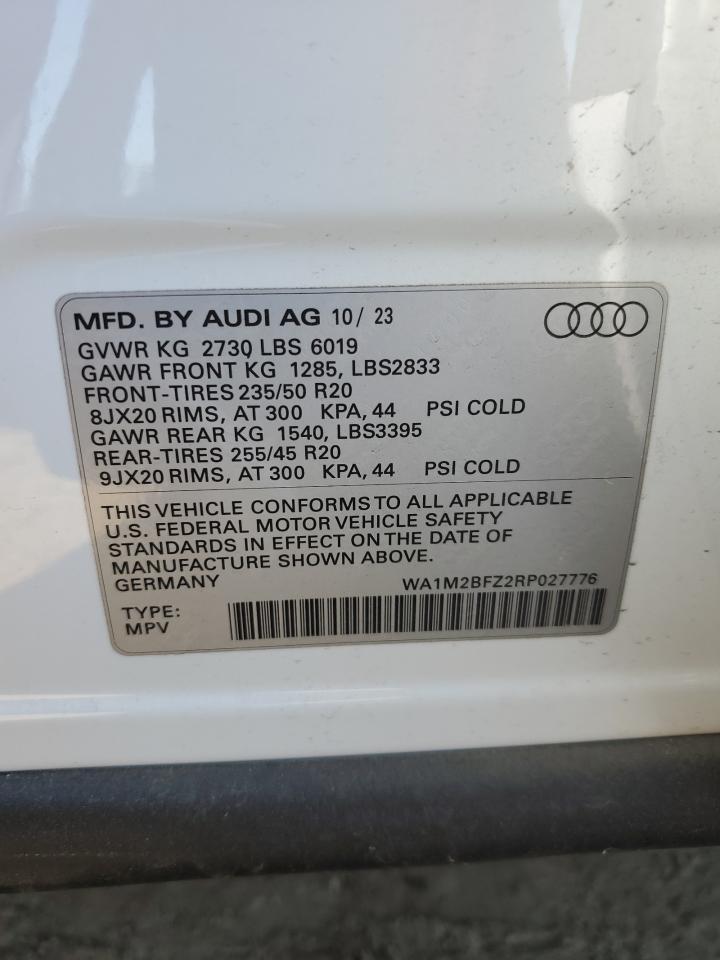 MFD. BY AUDI AG 10/ 23
GVWR KG 2730 LBS 6019
GAWR FRONT KG 1285, LBS2833
FRONT-TIRES 235/50 R20
8JX20 RIMS, AT 300 KPA, 44 PSI COLD
GAWR REAR KG 1540, LBS3395
REAR-TIRES 255/45 R20
9JX20 RIMS, AT 300 KPA, 44 PSI COLD
THIS VEHICLE CONFORMS TO ALL APPLICABLE
U.S. FEDERAL MOTOR VEHICLE SAFETY
STANDARDS IN EFFECT ON THE DATE OF
MANUFACTURE SHOWN ABOVE.
GERMANY WA1M2BFZ2RP027776
TYPE:
MPV